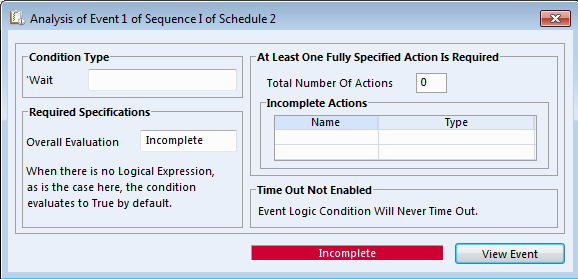 Analysis of Event 1 of Sequence I of Schedule 2
Condition Type
'Wait
Required Specifications
Overall Evaluation Incomplete
When there is no Logical Expression,
as is the case here, the condition
evaluates to True by default.
At Least One Fully Specified Action Is Required
Total Number Of Actions 0
Incomplete Actions
Name Type
Time Out Not Enabled
Event Logic Condition Will Never Time Out.
Incomplete View Event